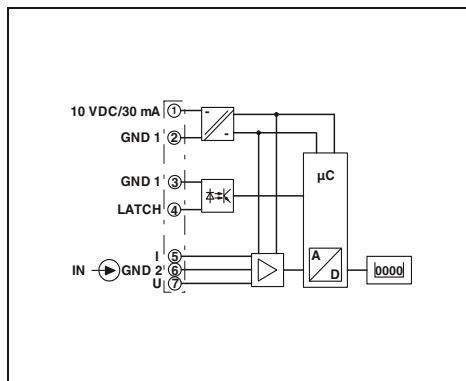 10 VDC/30 mA 1
GND 1 2
GND 1 3
LATCH 4
I 5
IN GND 2 6
U 7
µC
A
D
0000